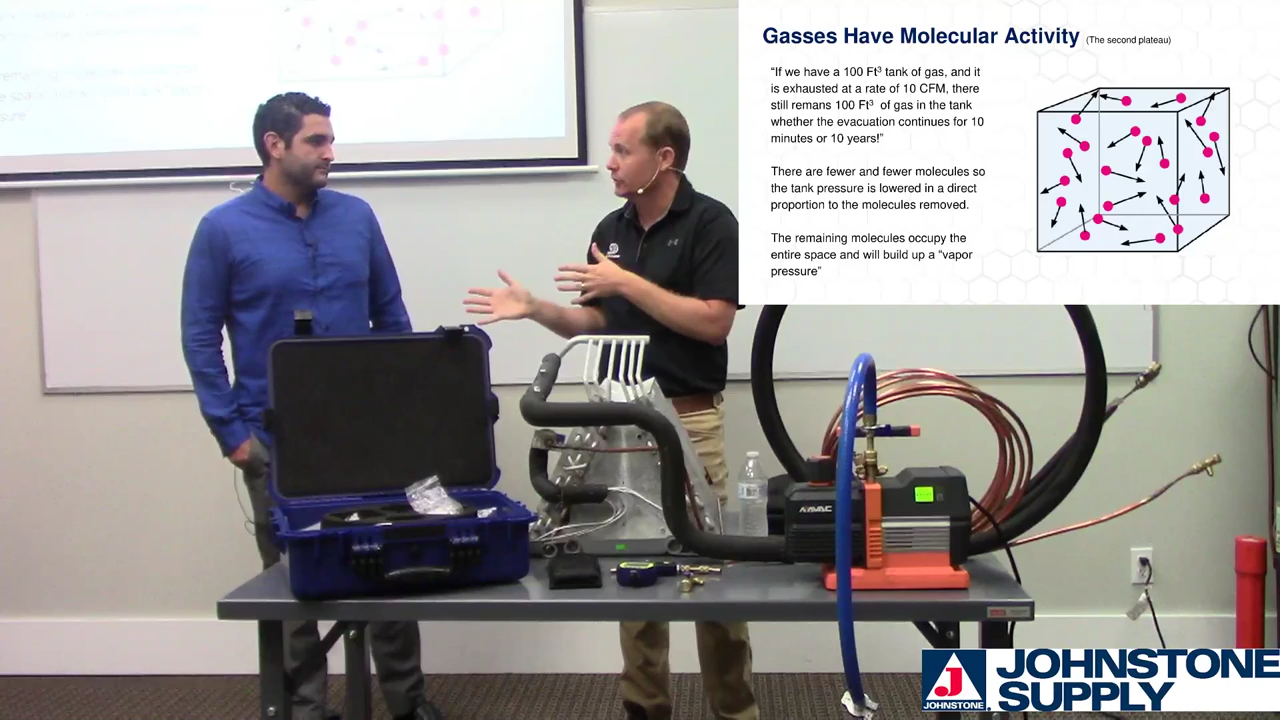 Gasses Have Molecular Activity (The second plateau)
“If we have a 100 Ft³ tank of gas, and it
is exhausted at a rate of 10 CFM, there
still remans 100 Ft³ of gas in the tank
whether the evacuation continues for 10
minutes or 10 years!”
There are fewer and fewer molecules so
the tank pressure is lowered in a direct
proportion to the molecules removed.
The remaining molecules occupy the
entire space and will build up a “vapor
pressure”
JOHNSTONE
SUPPLY
J
JOHNSTONE